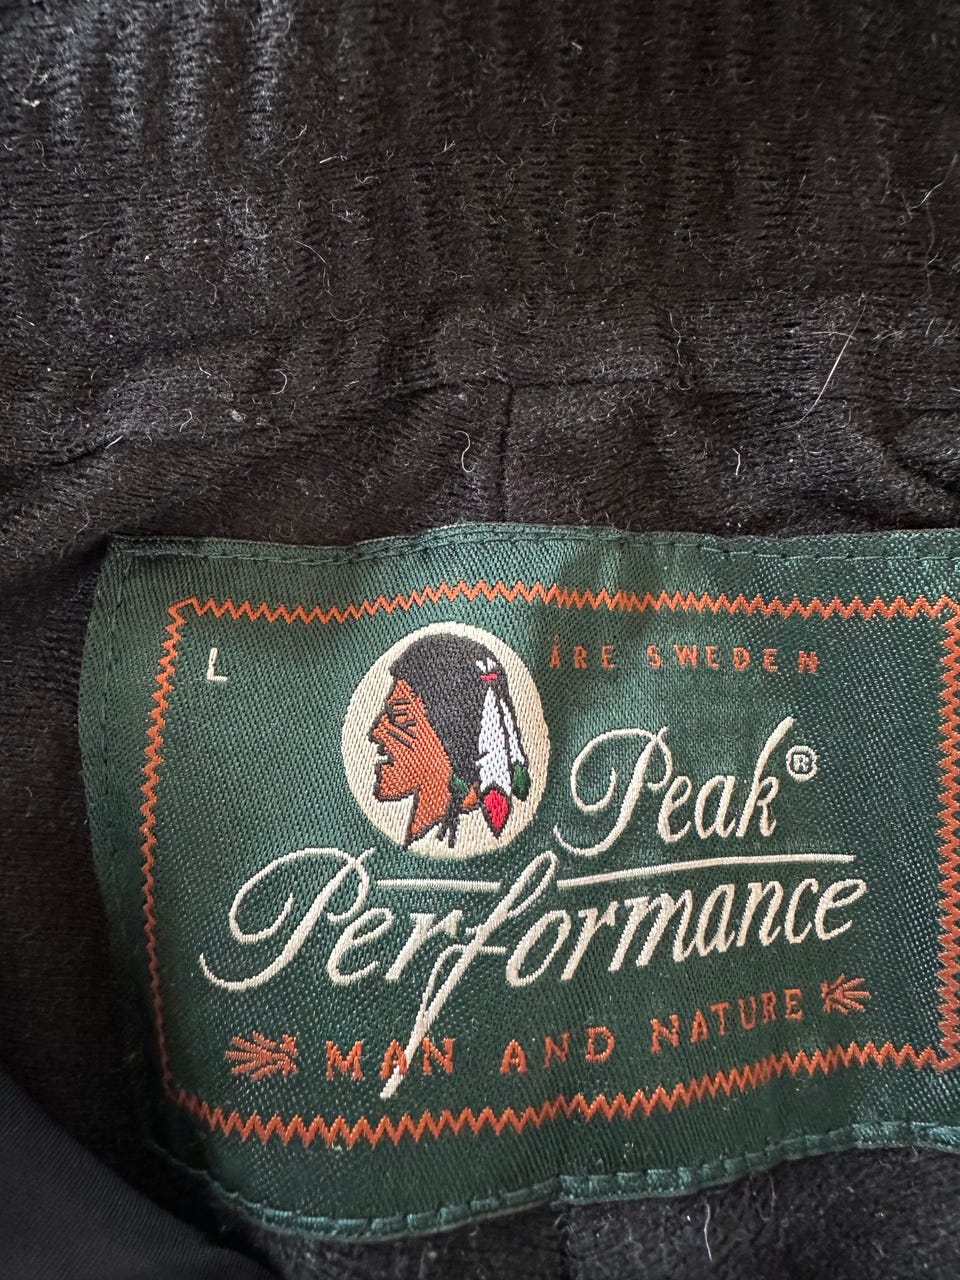 L
ÅRE SWEDEN
Peak®
Performance
MAN AND NATURE